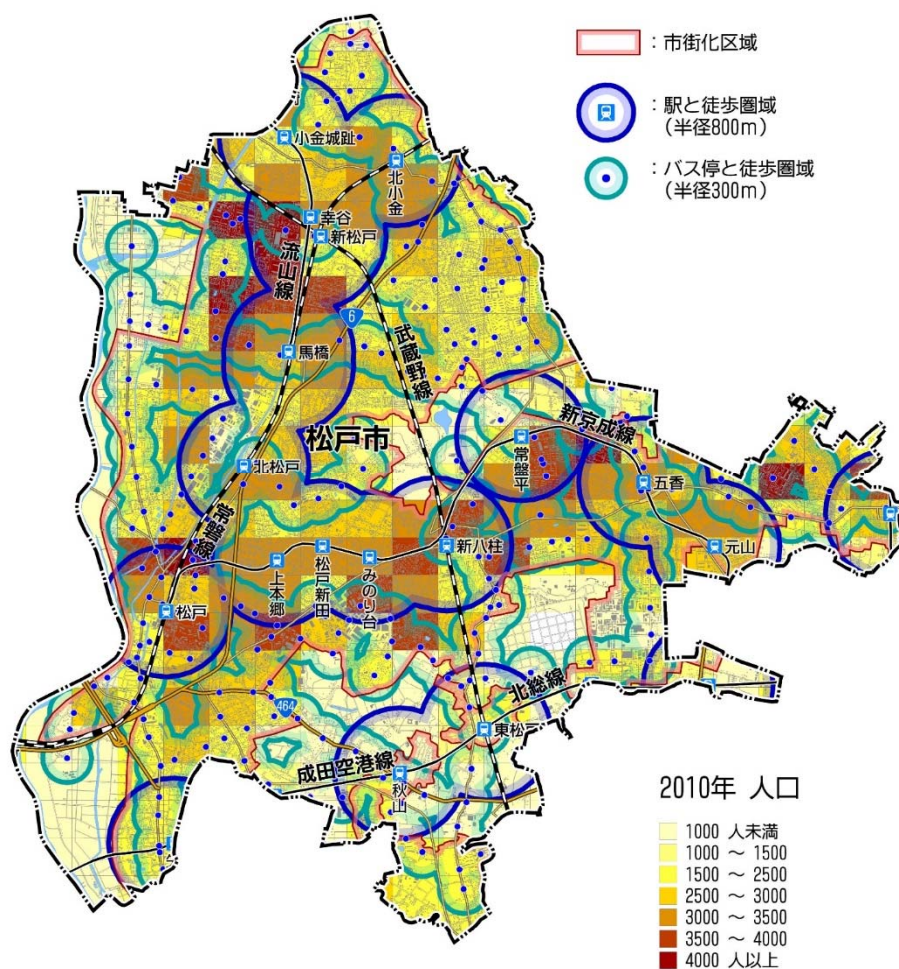 ：市街化区域
：駅と徒歩圏域
（半径800m）
：バス停と徒歩圏域
（半径300m）
小金城趾
北小金
幸谷
新松戸
流山線
6
馬橋
武蔵野線
松戸市
新京成線
常盤平
北松戸
五香
常磐線
新八柱
元山
上本郷
松戸新田
みのり台
松戸
北総線
464
東松戸
成田空港線
秋山
2010年 人口
1000 人未満
1000 ～ 1500
1500 ～ 2500
2500 ～ 3000
3000 ～ 3500
3500 ～ 4000
4000 人以上